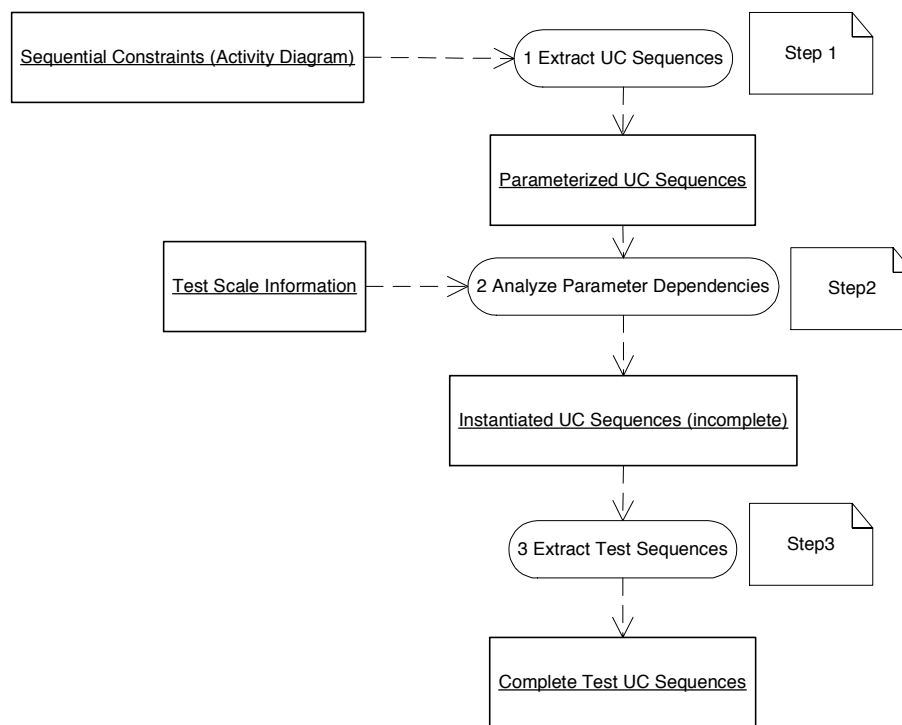 Sequential Constraints (Activity Diagram)
1 Extract UC Sequences
Step 1
Parameterized UC Sequences
Test Scale Information
2 Analyze Parameter Dependencies
Step2
Instantiated UC Sequences (incomplete)
3 Extract Test Sequences
Step3
Complete Test UC Sequences